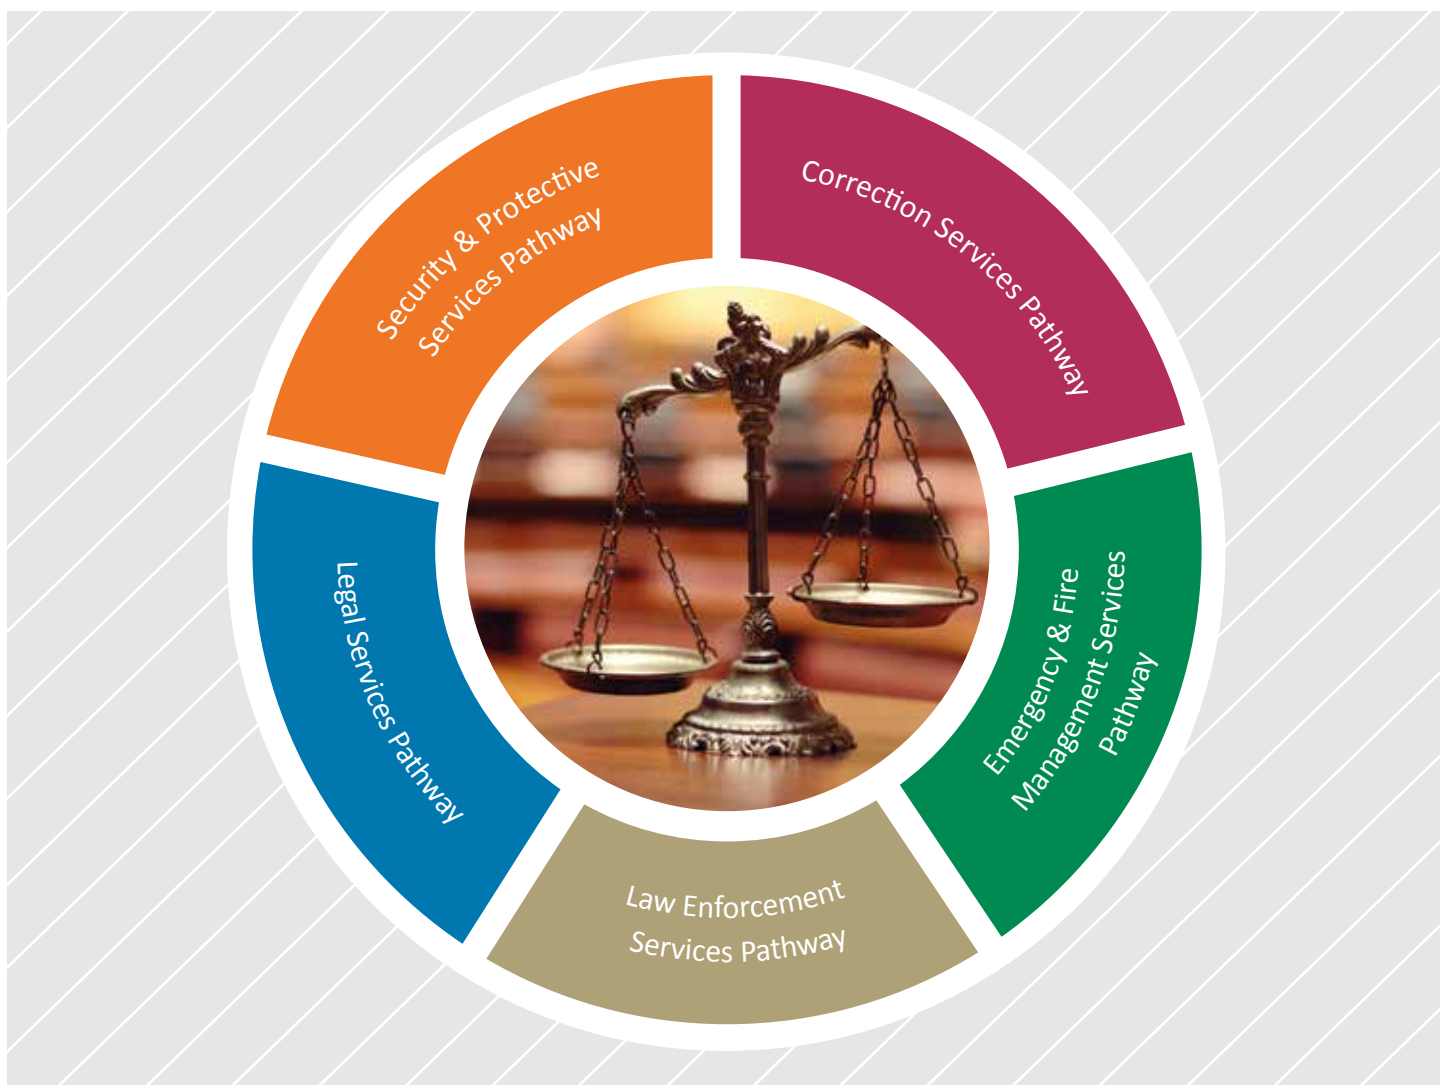 Security & Protective
Services Pathway
Correction Services Pathway
Emergency & Fire
Management Services
Pathway
Law Enforcement
Services Pathway
Legal Services Pathway